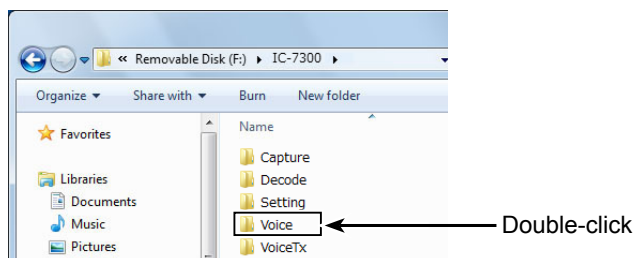 « Removable Disk (F:) ▸ IC-7300 ▸
Organize ▾ Share with ▾ Burn New folder
Favorites
Libraries
Documents
Music
Pictures
Name
Capture
Decode
Setting
Voice
VoiceTx
Double-click